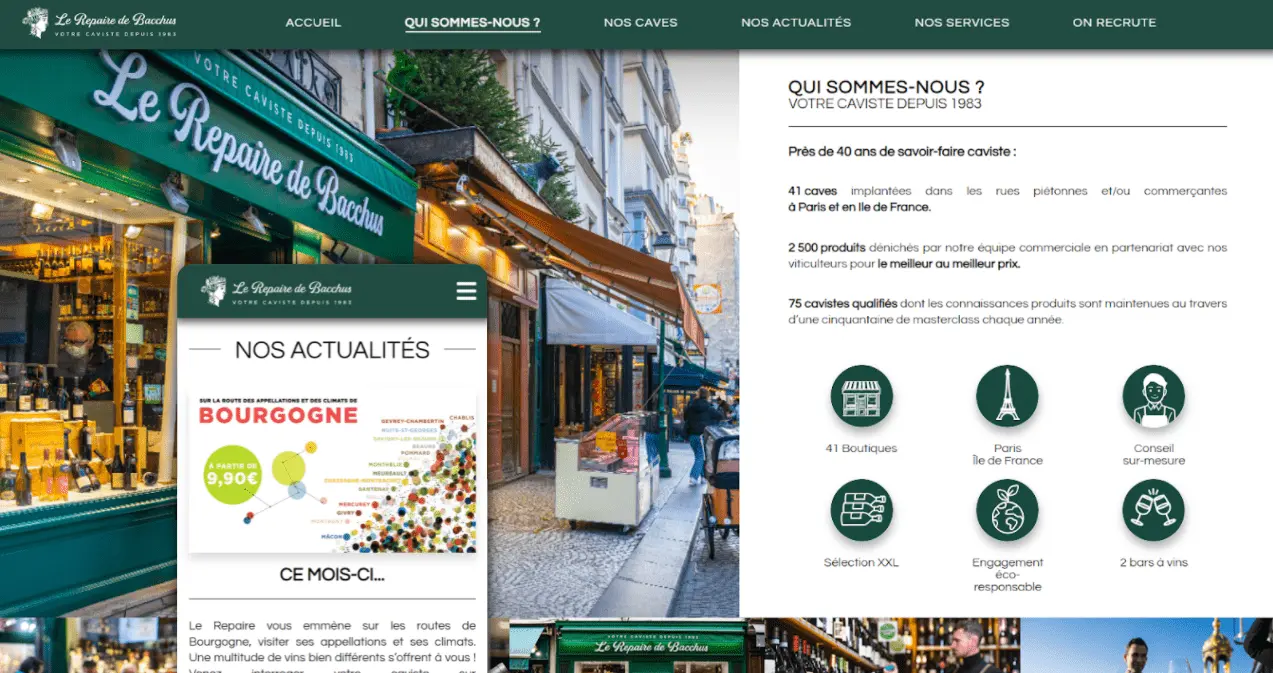 Le Repaire de Bacchus
VOTRE CAVISTE DEPUIS 1983
ACCUEIL
QUI SOMMES-NOUS ?
NOS CAVES
NOS ACTUALITÉS
NOS SERVICES
ON RECRUTE
VOTRE CAVISTE DEPUIS 1983
Le Repaire de Bacchus
QUI SOMMES-NOUS ?
VOTRE CAVISTE DEPUIS 1983
Près de 40 ans de savoir-faire caviste :
41 caves implantées dans les rues piétonnes et/ou commerçantes
à Paris et en Ile de France.
2 500 produits dénichés par notre équipe commerciale en partenariat avec nos
viticulteurs pour le meilleur au meilleur prix.
75 cavistes qualifiés dont les connaissances produits sont maintenues au travers
d'une cinquantaine de masterclass chaque année.
41 Boutiques
Paris
Île de France
Conseil
sur-mesure
Sélection XXL
Engagement
éco-
responsable
2 bars à vins
Le Repaire de Bacchus
VOTRE CAVISTE DEPUIS 1983
NOS ACTUALITÉS
SUR LA ROUTE DES APPELLATIONS ET DES CLIMATS DE
BOURGOGNE
À PARTIR DE
9,90€
CHABLIS
GEVREY-CHAMBERTIN
NUITS-ST-GEORGES
SAVIGNY-LES-BEAUNE
BEAUNE
POMMARD
MONTHELIE
MEURSAULT
CHASSAGNE-MONTRACHET
SANTENAY
MERCUREY
GIVRY
MONTAGNY
MÂCON
CE MOIS-CI...
Le Repaire vous emmène sur les routes de
Bourgogne, visiter ses appellations et ses climats.
Une multitude de vins bien différents s'offrent à vous !
Venez interroger votre caviste sur
VOTRE CAVISTE DEPUIS 1983
Le Repaire de Bacchus